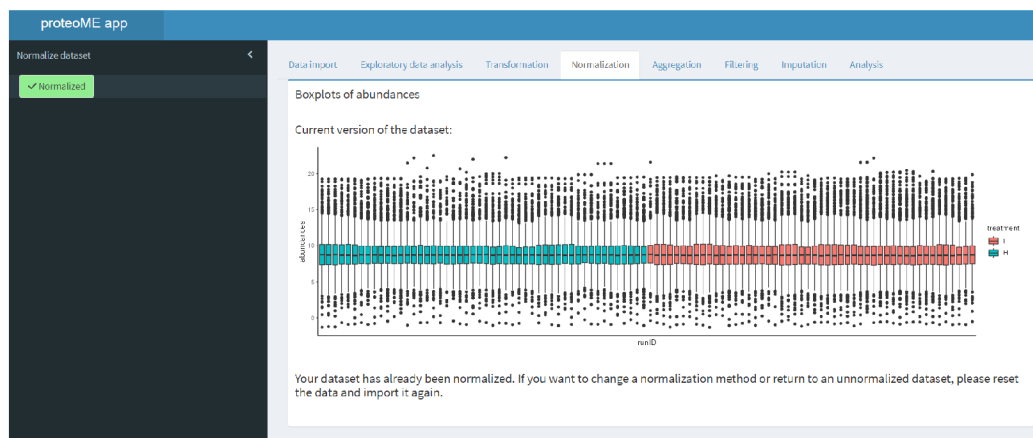 proteoME app
Normalize dataset
Normalized
Data import Exploratory data analysis Transformation Normalization Aggregation Filtering Imputation Analysis
Boxplots of abundances
Current version of the dataset:
20
15
10
5
0
abundances
runID
treatment
I
H
Your dataset has already been normalized. If you want to change a normalization method or return to an unnormalized dataset, please reset
the data and import it again.